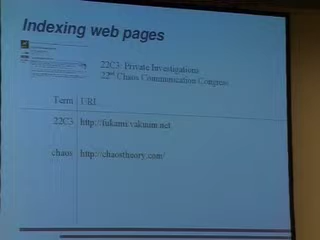 Indexing web pages
22C3: Private Investigations
22nd Chaos Communication Congress
Term URL
22C3 http://fukami.vakuum.net
chaos http://chaostheory.com/